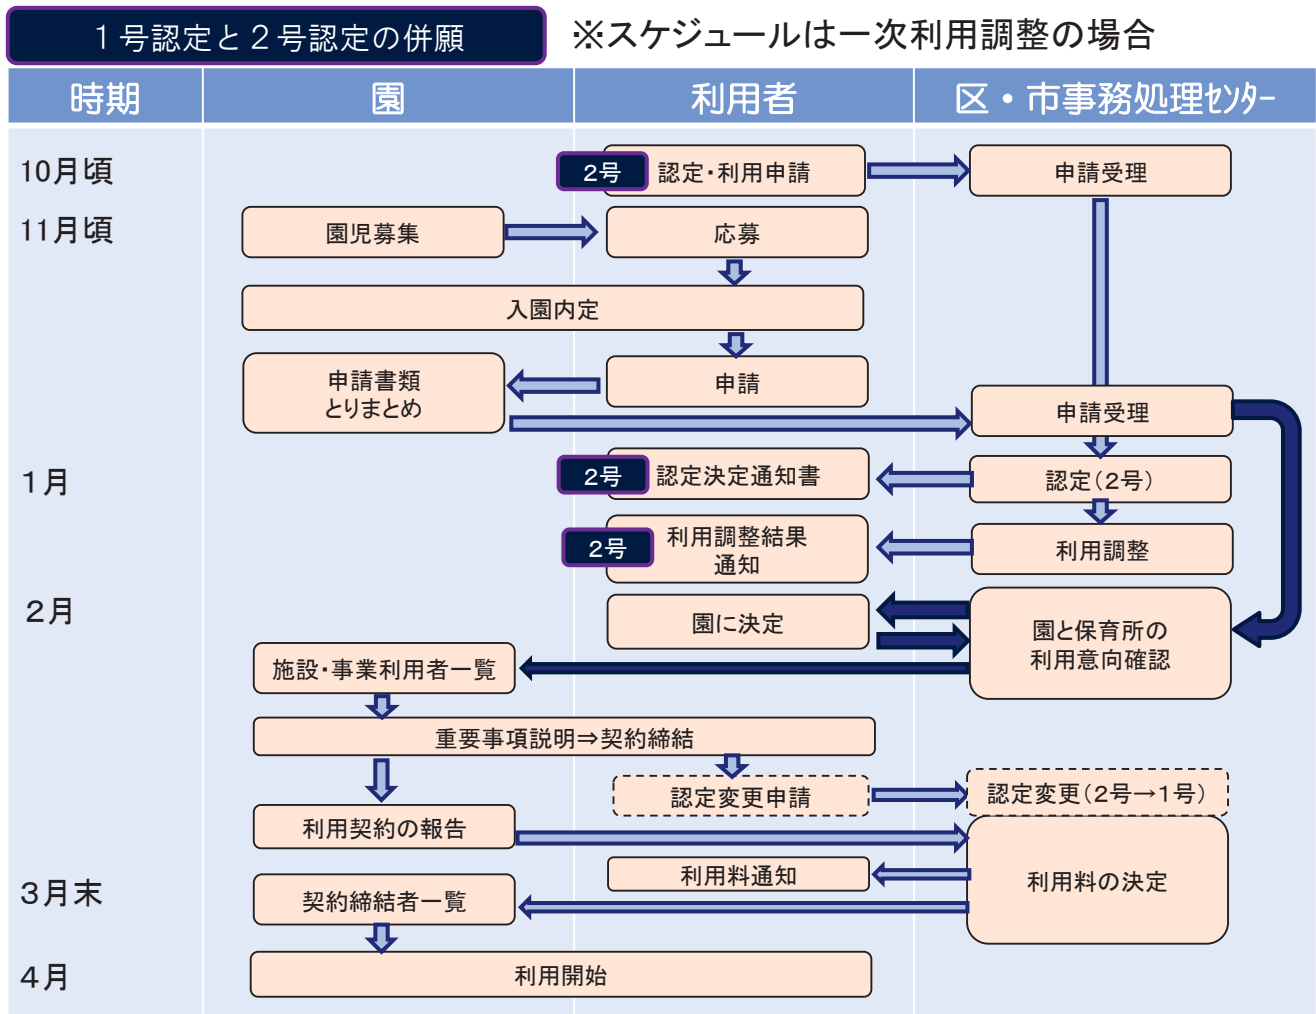 １号認定と２号認定の併願
※スケジュールは一次利用調整の場合
時期
園
利用者
区・市事務処理ｾﾝﾀｰ
10月頃
2号
認定・利用申請
申請受理
11月頃
園児募集
応募
入園内定
申請書類
とりまとめ
申請
申請受理
１月
2号
認定決定通知書
認定（２号）
2号
利用調整結果
通知
利用調整
２月
園に決定
園と保育所の
利用意向確認
施設・事業利用者一覧
重要事項説明⇒契約締結
認定変更申請
認定変更（２号→１号）
利用契約の報告
利用料通知
利用料の決定
３月末
契約締結者一覧
４月
利用開始